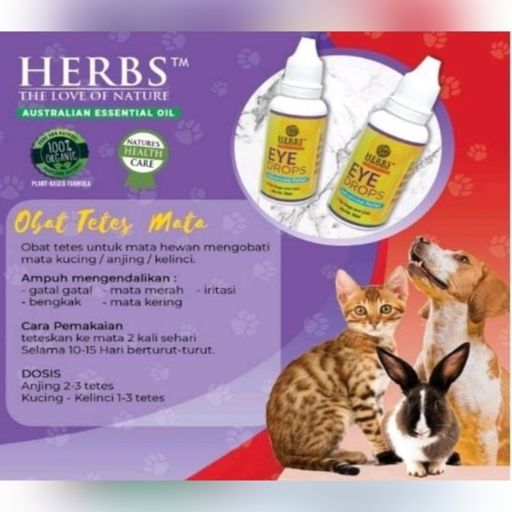 HERBS™
THE LOVE OF NATURE
AUSTRALIAN ESSENTIAL OIL
100%
ORGANIC
PLANT-BASED FORMULA
NATURE'S
HEALTH
CARE
HERBS
EYE
DROPS
HERBS
EYE
DROPS
Obat Tetes Mata
Obat tetes untuk mata hewan mengobati
mata kucing / anjing / kelinci.
Ampuh mengendalikan :
- gatal gatal - mata merah - iritasi
- bengkak - mata kering
Cara Pemakaian
teteskan ke mata 2 kali sehari
Selama 10-15 Hari berturut-turut.
DOSIS
Anjing 2-3 tetes
Kucing - Kelinci 1-3 tetes